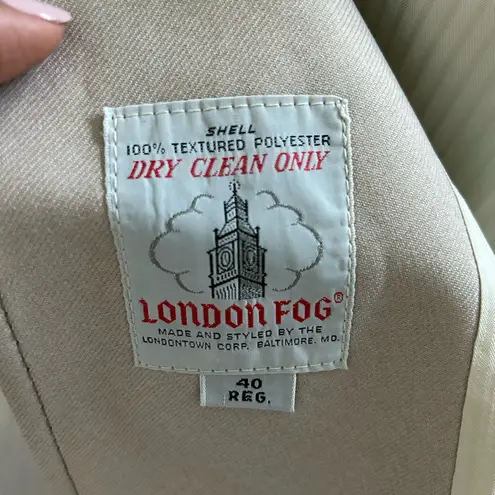 SHELL
100% TEXTURED POLYESTER
DRY CLEAN ONLY
LONDON FOG®
MADE AND STYLED BY THE
LONDONTOWN CORP. BALTIMORE, MD.
40
REG.